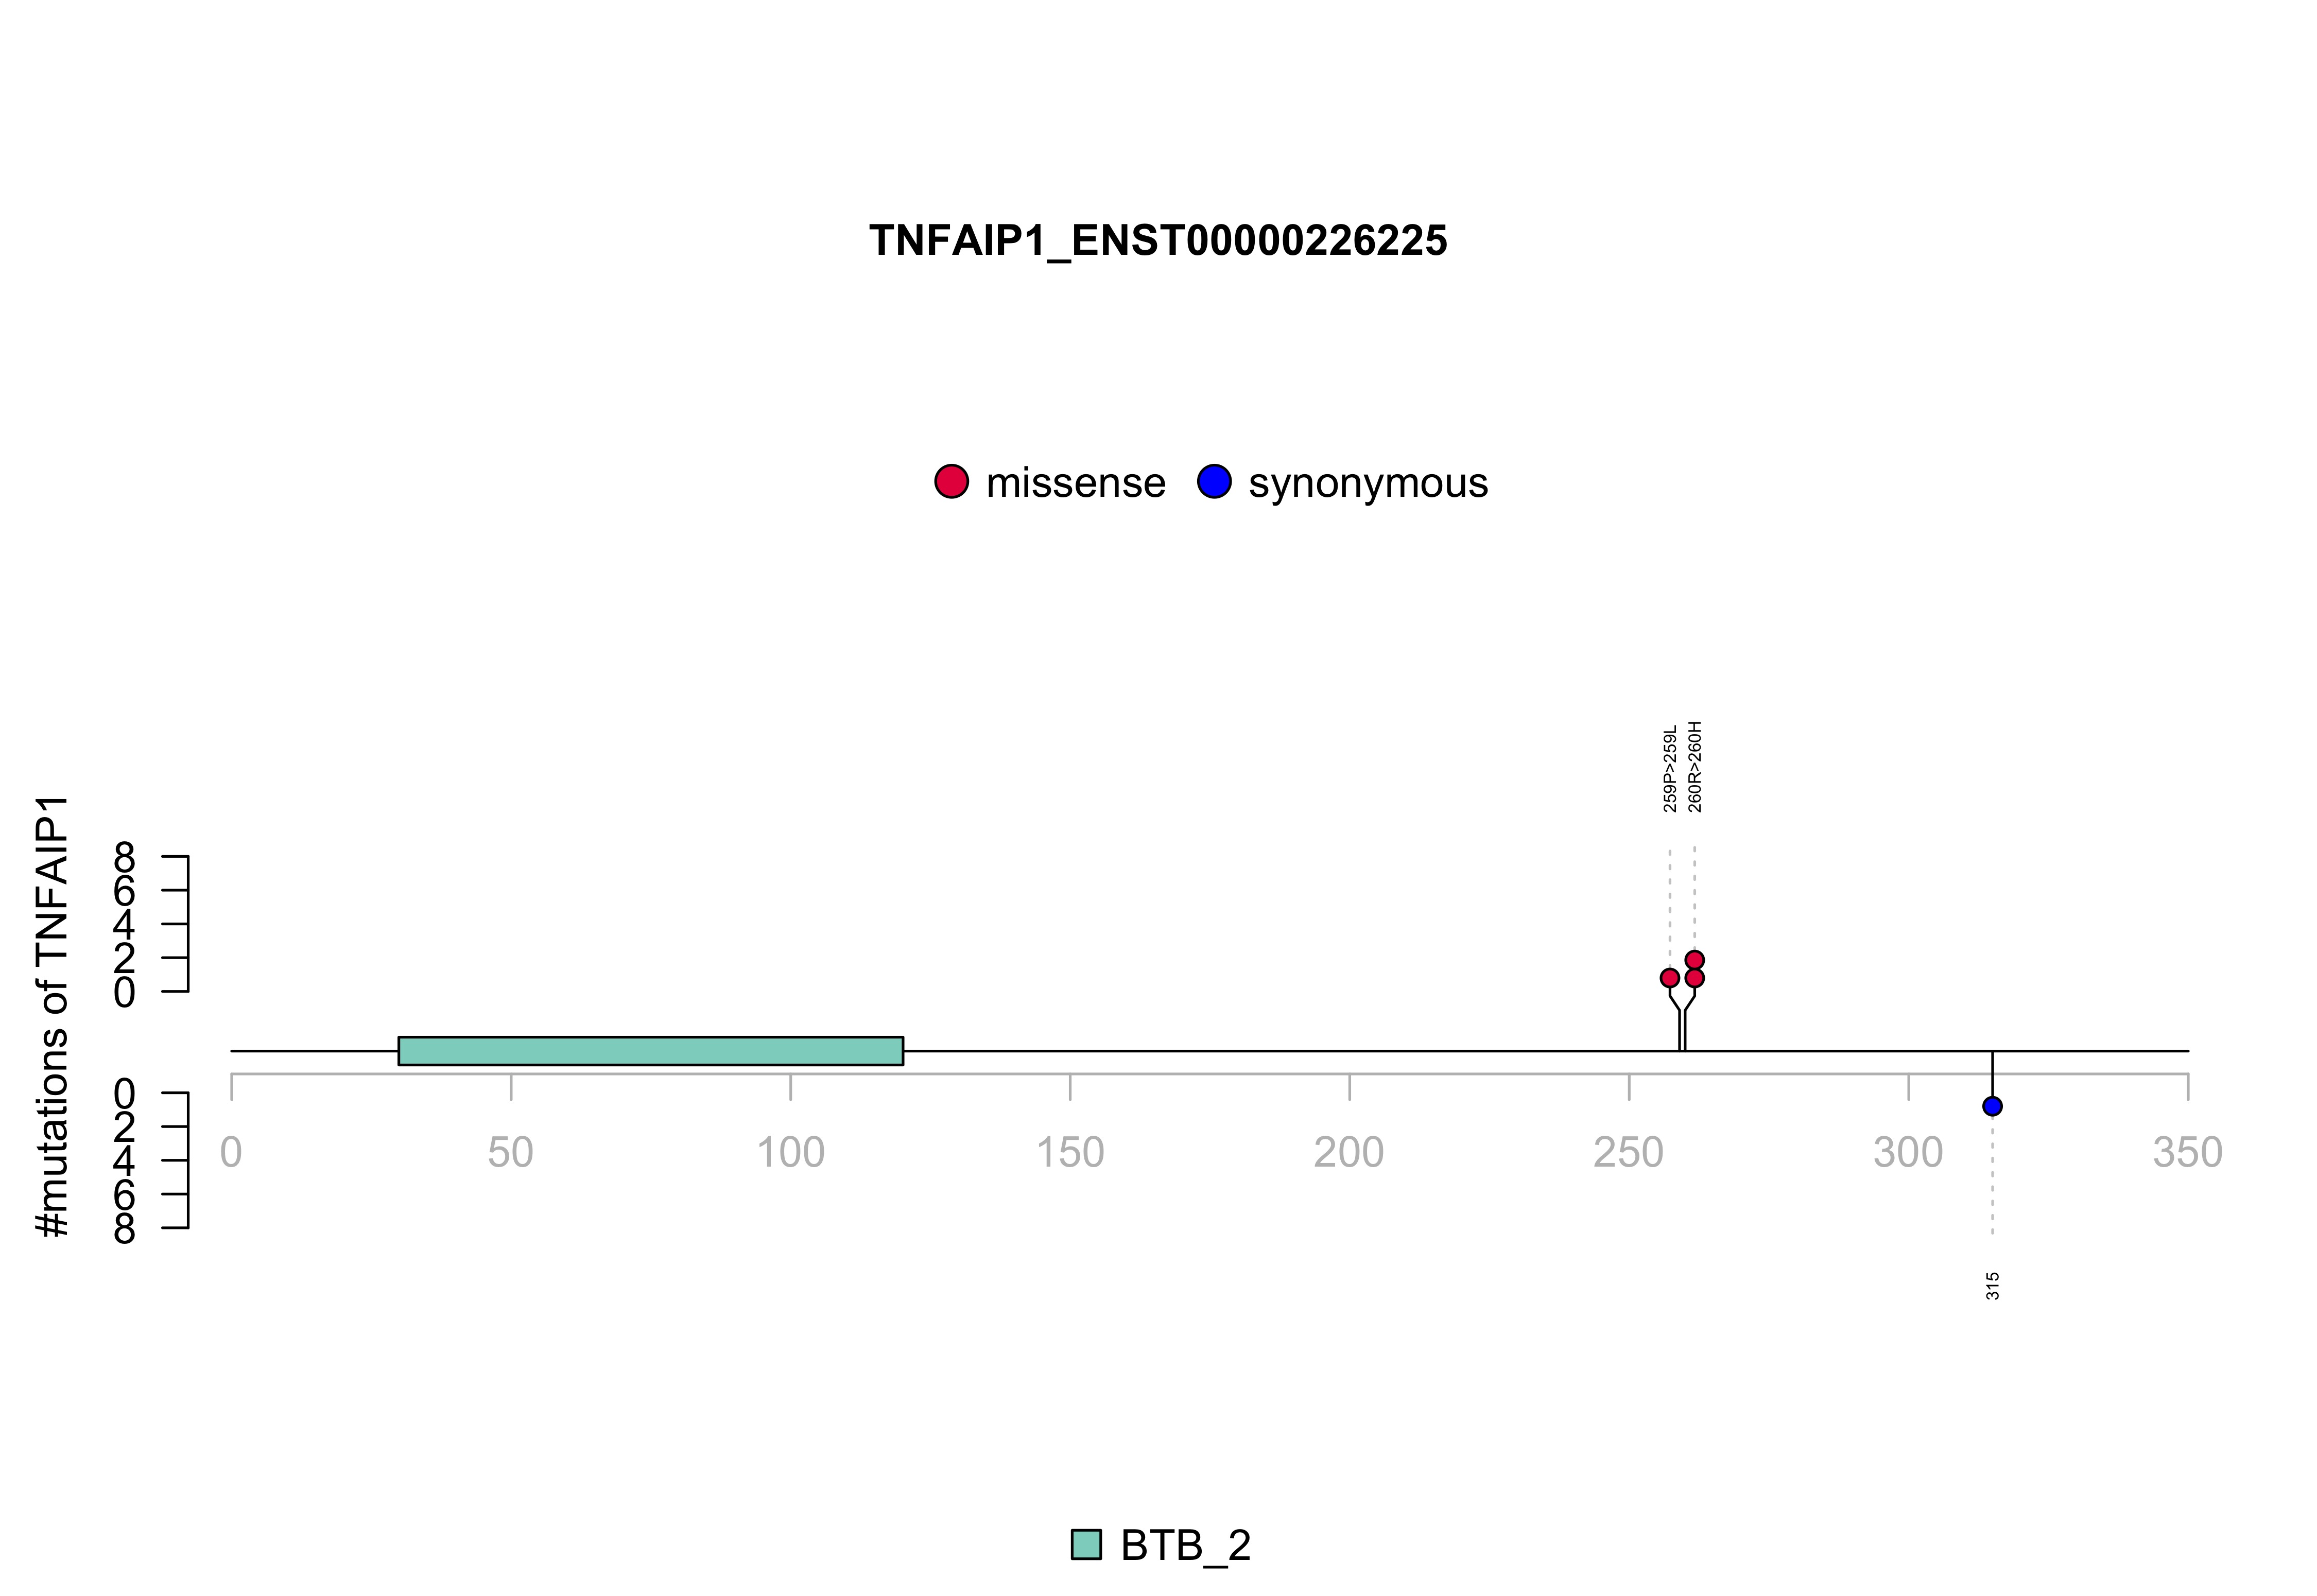 TNFAIP1_ENST00000226225
missense
synonymous
259P>259L
260R>260H
#mutations of TNFAIP1
8
6
4
2
0
0
2
4
6
8
0
50
100
150
200
250
300
350
315
BTB_2